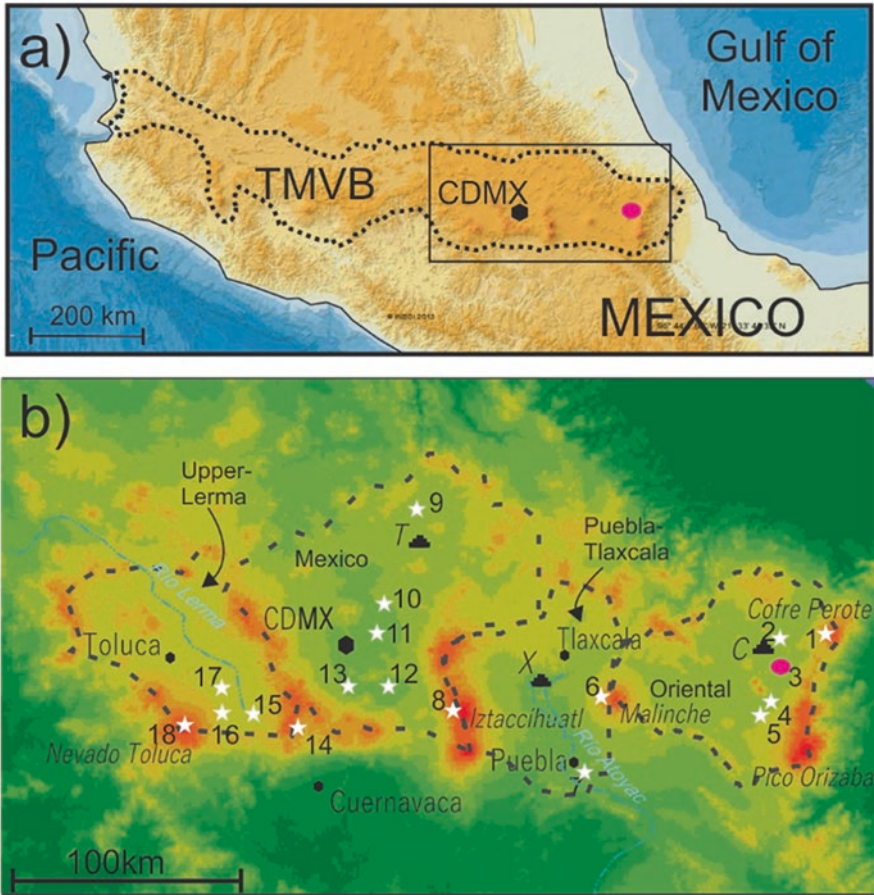 a)
Gulf of
Mexico
TMVB
CDMX
Pacific
200 km
MEXICO
b)
Upper-
Lerma
9
T
Puebla-
Tlaxcala
Mexico
Rio Lerma
10
Cofre Perote
CDMX
11
2
1
Toluca
Tlaxcala
C
X
3
17
13
12
6
Oriental
15
8
Iztaccihuatl
Malinche
4
18
16
14
5
Nevado Toluca
Puebla
Rio Atoyac
Pico Orizaba
Cuernavaca
100km